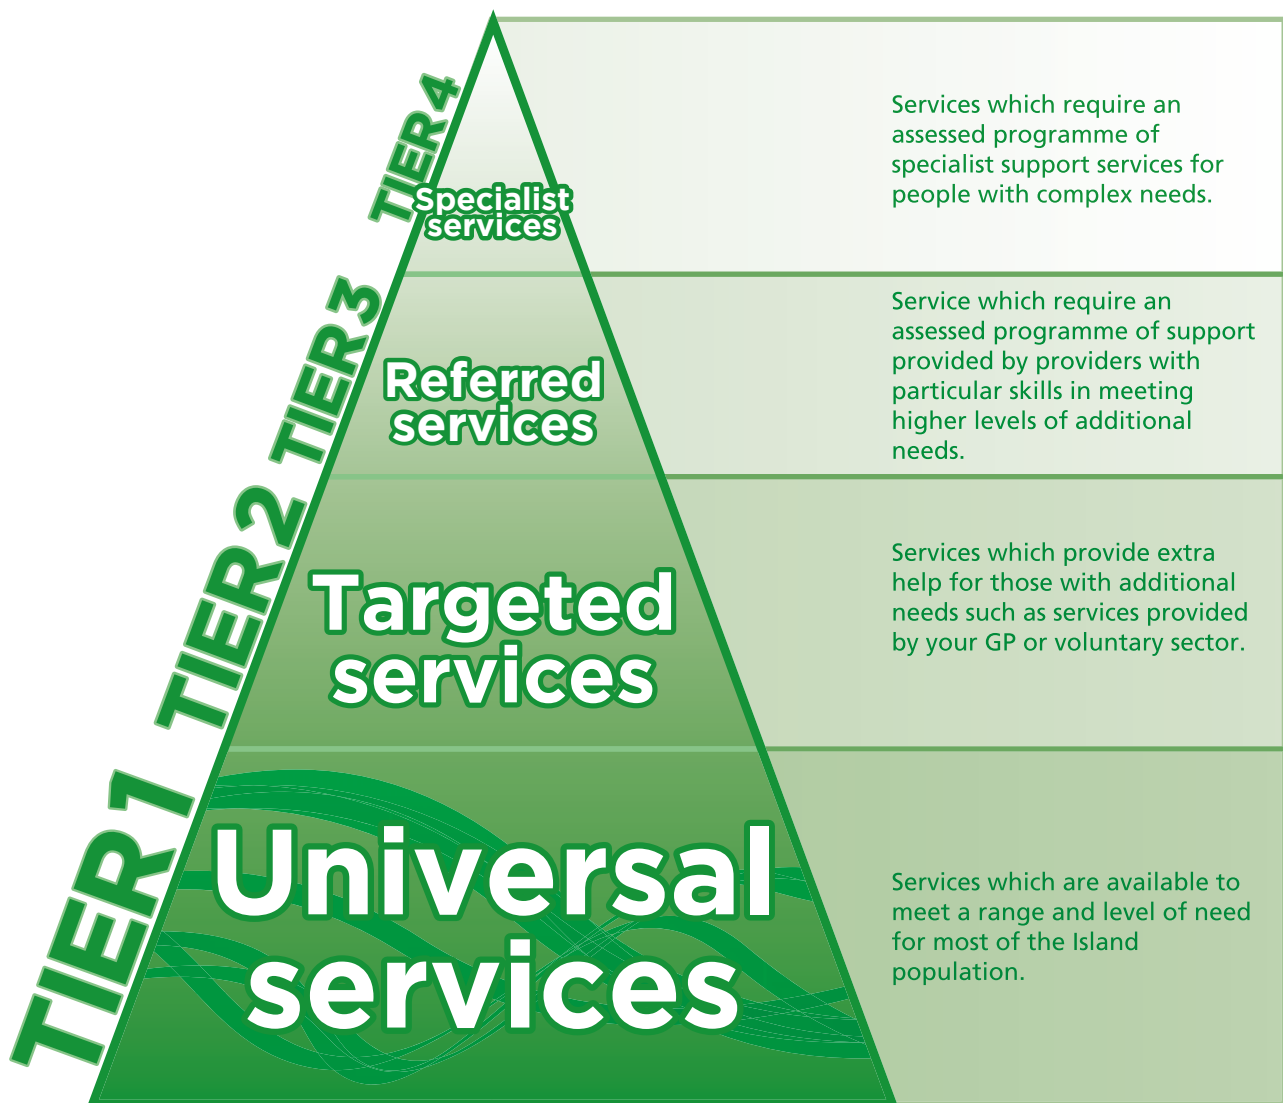 TIER 4
Specialist
services
Services which require an
assessed programme of
specialist support services for
people with complex needs.
TIER 3
Referred
services
Service which require an
assessed programme of support
provided by providers with
particular skills in meeting
higher levels of additional
needs.
TIER 2
Targeted
services
Services which provide extra
help for those with additional
needs such as services provided
by your GP or voluntary sector.
TIER 1
Universal
services
Services which are available to
meet a range and level of need
for most of the Island
population.